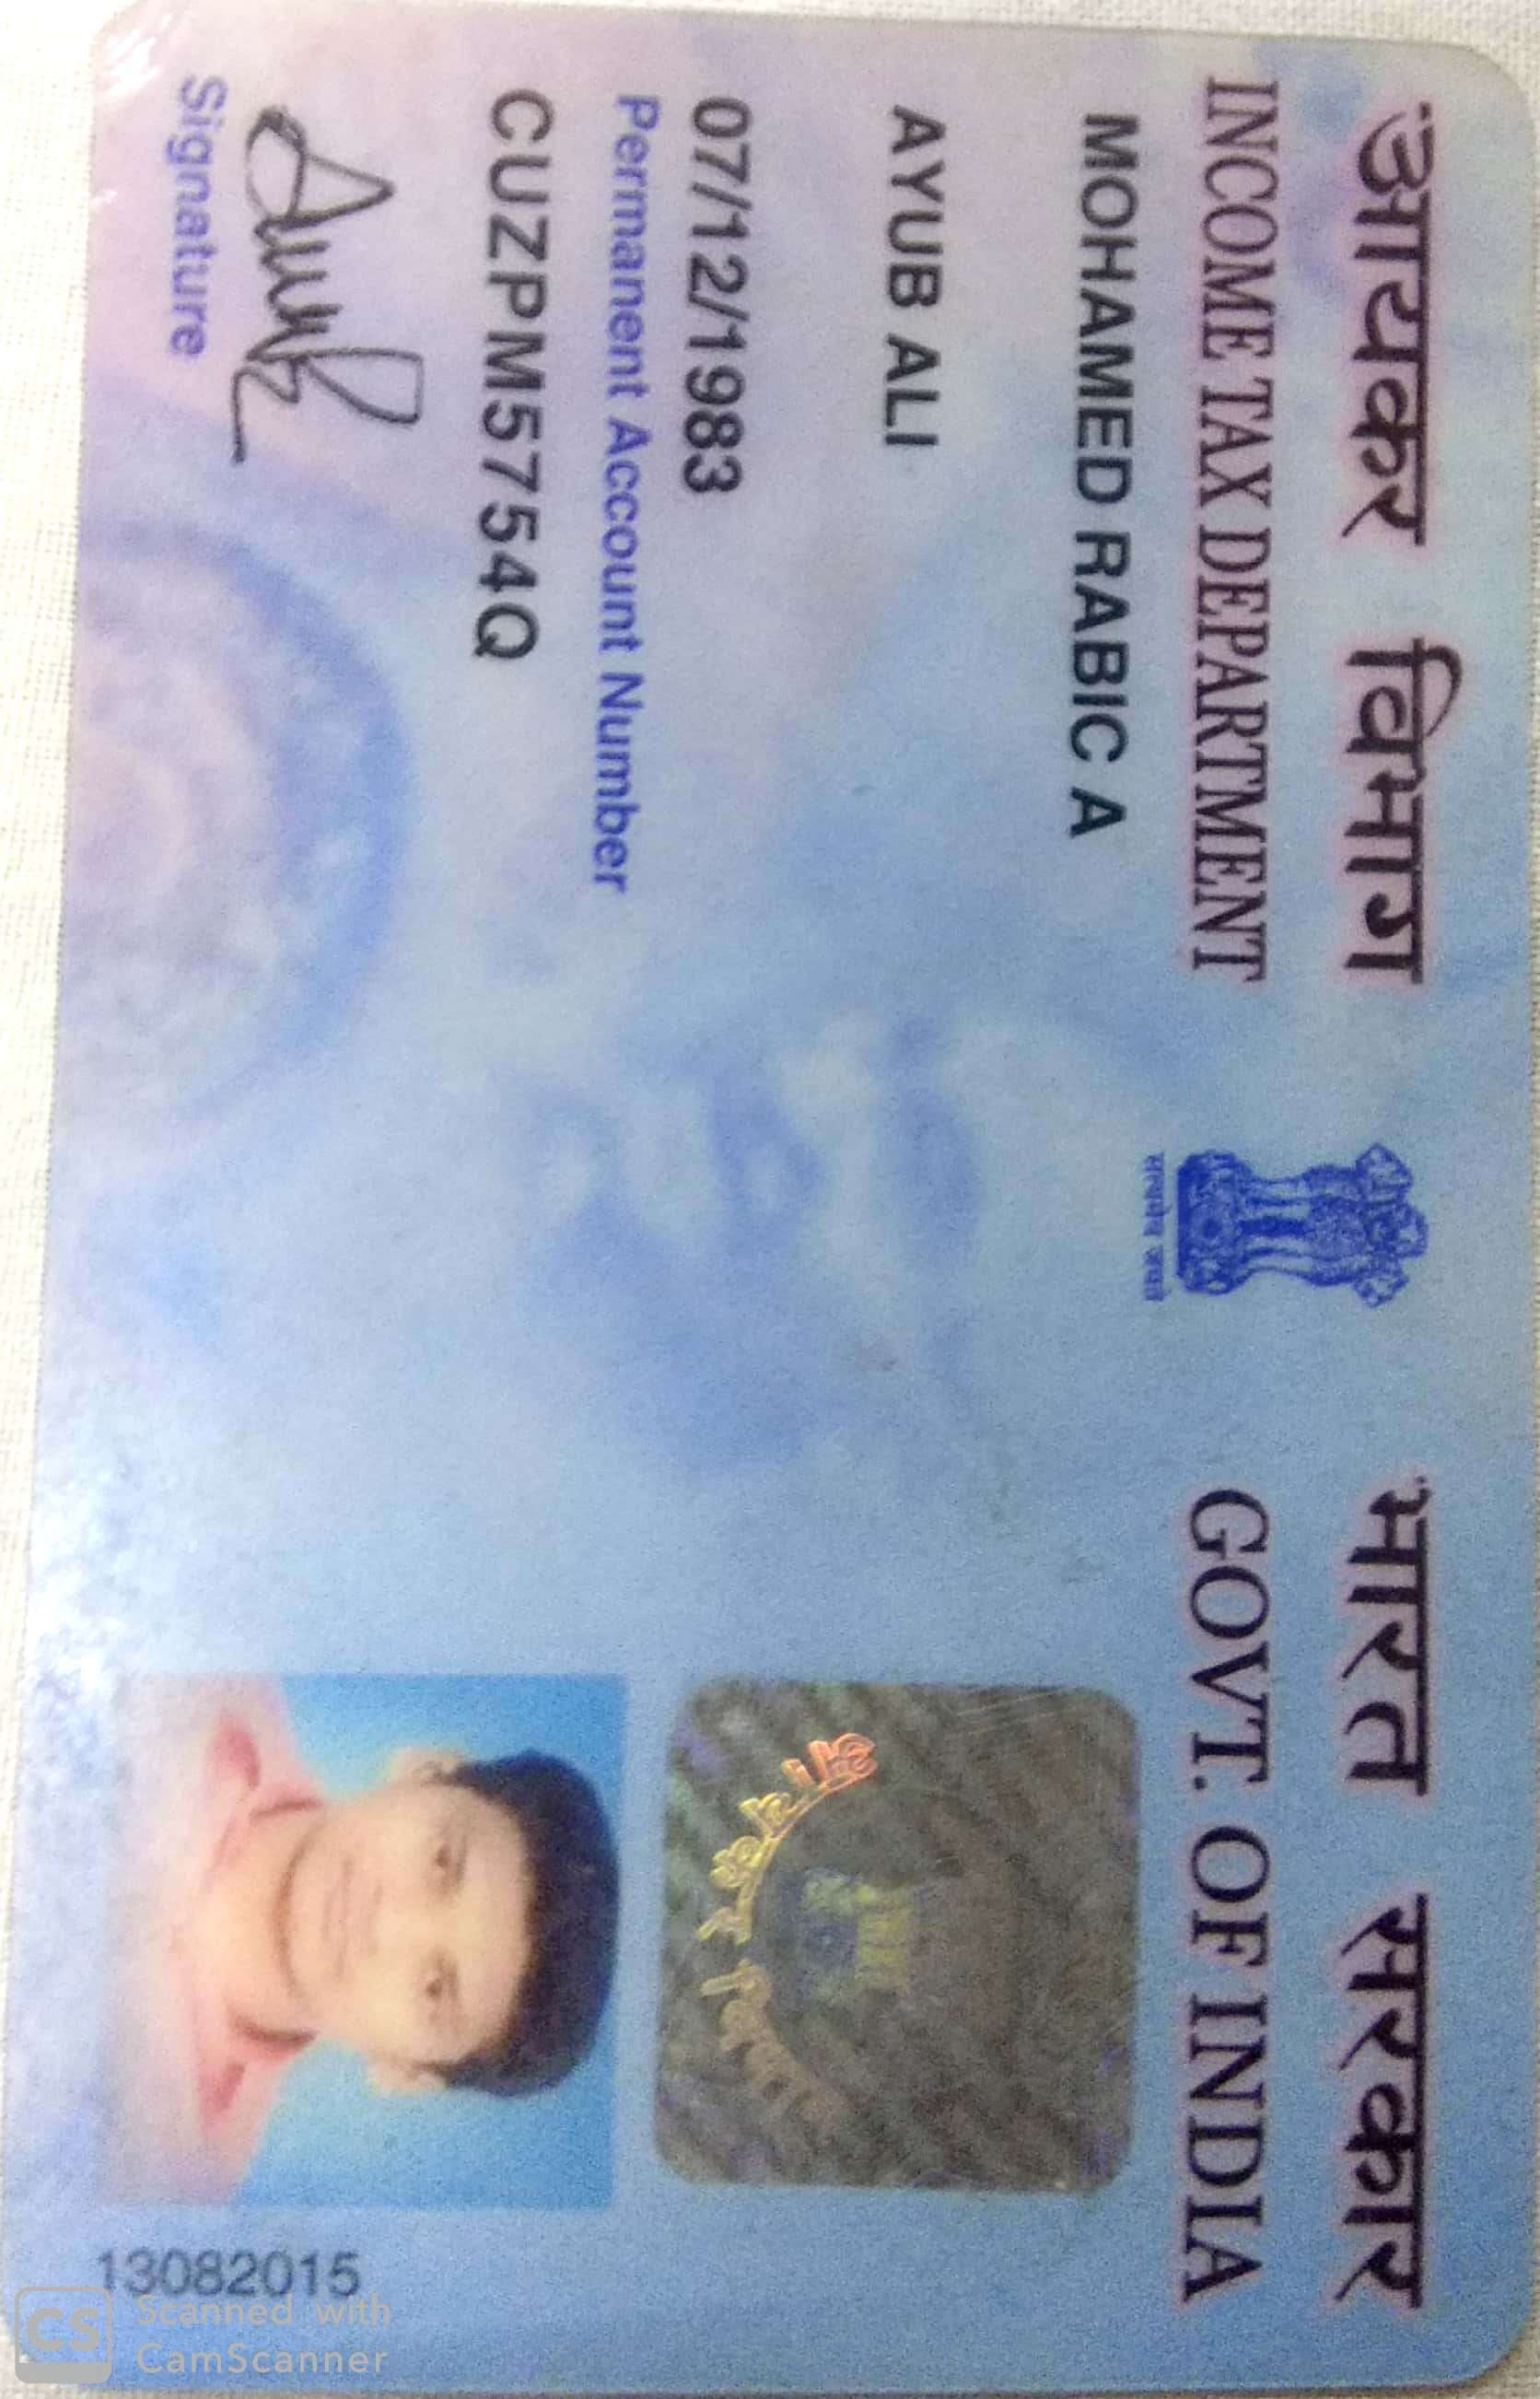 आयकर विभाग
INCOME TAX DEPARTMENT
सत्यमेव जयते
भारत सरकार
GOVT. OF INDIA
MOHAMED RABIC A
AYUB ALI
07/12/1983
Permanent Account Number
CUZPM5754Q
Signature
13082015
CS
Scanned with
CamScanner